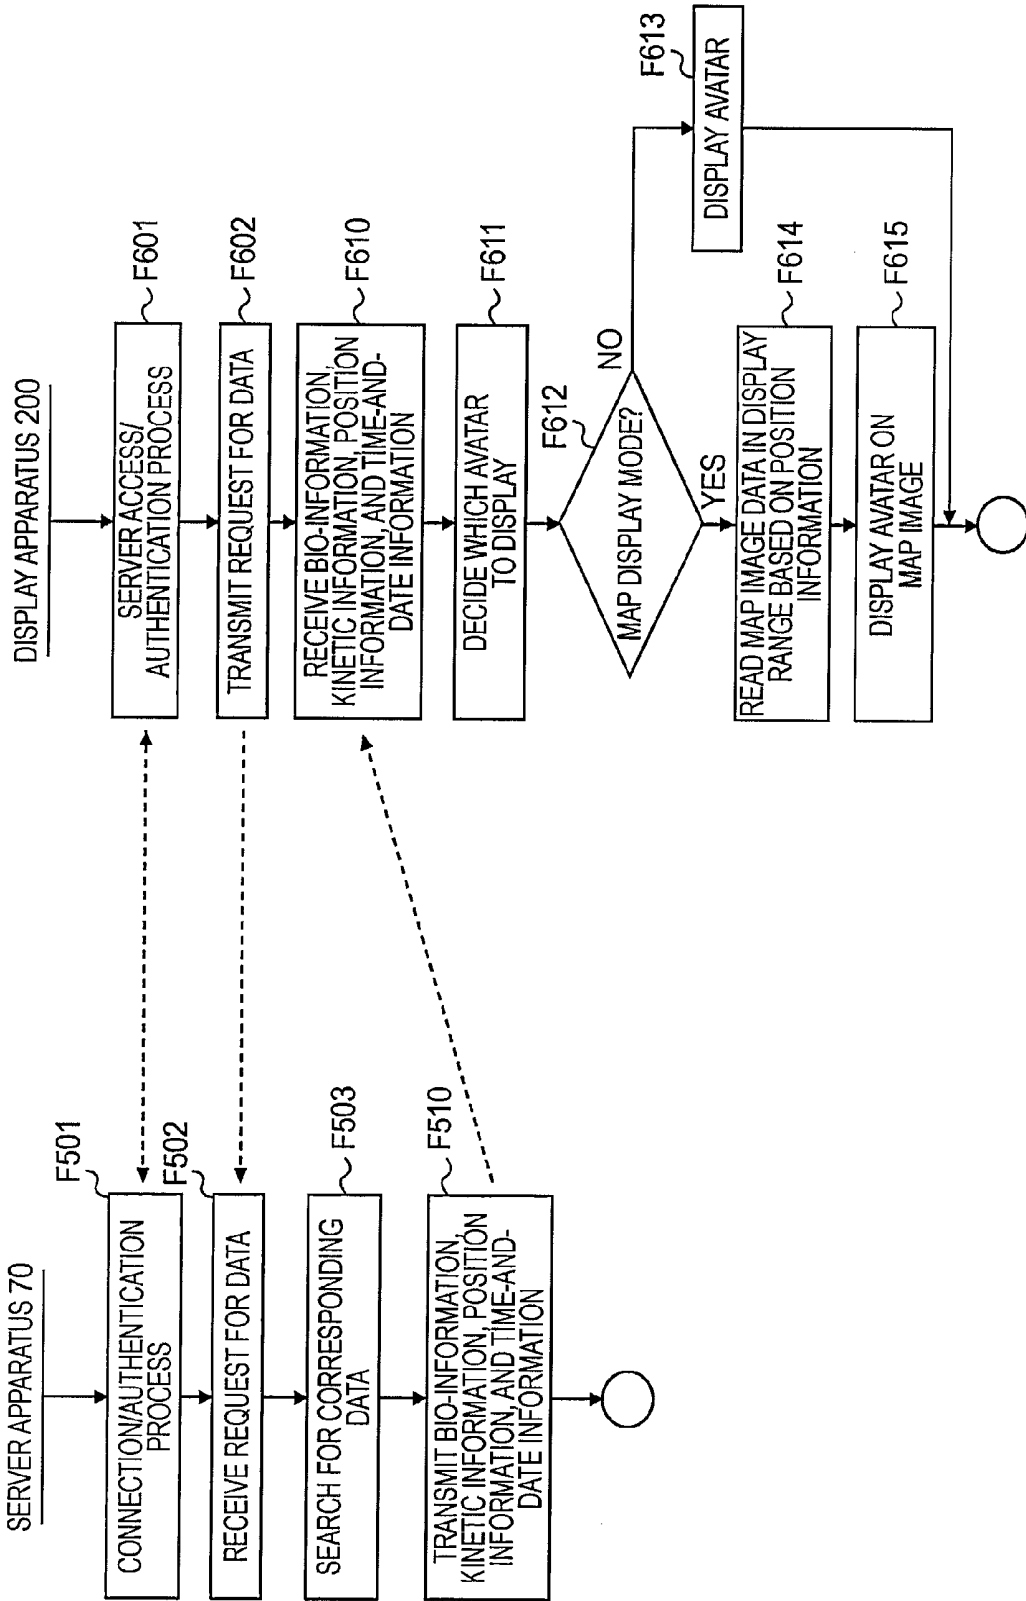 SERVER APPARATUS 70
CONNECTION/AUTHENTICATION
PROCESS
F501
RECEIVE REQUEST FOR DATA
F502
SEARCH FOR CORRESPONDING
DATA
F503
TRANSMIT BIO-INFORMATION,
KINETIC INFORMATION, POSITION
INFORMATION, AND TIME-AND-
DATE INFORMATION
F510
DISPLAY APPARATUS 200
SERVER ACCESS/
AUTHENTICATION PROCESS
F601
TRANSMIT REQUEST FOR DATA
F602
RECEIVE BIO-INFORMATION,
KINETIC INFORMATION, POSITION
INFORMATION, AND TIME-AND-
DATE INFORMATION
F610
DECIDE WHICH AVATAR
TO DISPLAY
F611
MAP DISPLAY MODE?
F612
NO
YES
DISPLAY AVATAR
F613
READ MAP IMAGE DATA IN DISPLAY
RANGE BASED ON POSITION
INFORMATION
F614
DISPLAY AVATAR ON
MAP IMAGE
F615